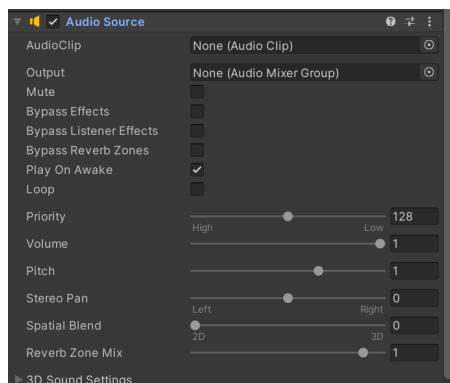 Audio Source
AudioClip None (Audio Clip)
Output None (Audio Mixer Group)
Mute
Bypass Effects
Bypass Listener Effects
Bypass Reverb Zones
Play On Awake
Loop
Priority 128
High Low
Volume 1
Pitch 1
Stereo Pan 0
Left Right
Spatial Blend 0
2D 3D
Reverb Zone Mix 1
3D Sound Settings